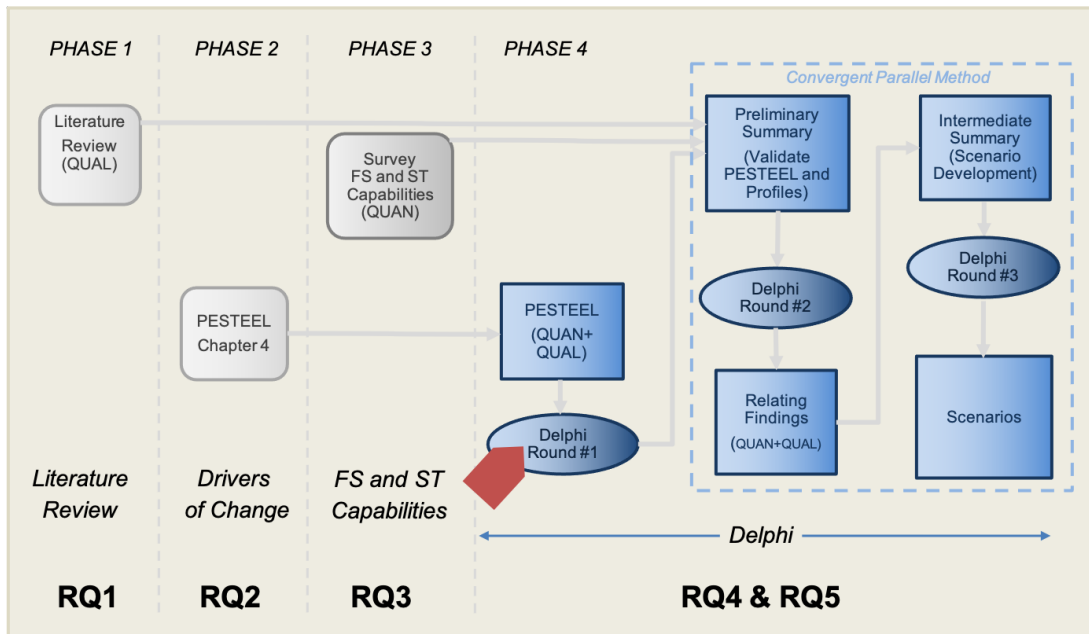 PHASE 1
PHASE 2
PHASE 3
PHASE 4
Convergent Parallel Method
Literature
Review
(QUAL)
Survey
FS and ST
Capabilities
(QUAN)
Preliminary
Summary
(Validate
PESTEEL and
Profiles)
Intermediate
Summary
(Scenario
Development)
Delphi
Round #2
Delphi
Round #3
PESTEEL
Chapter 4
PESTEEL
(QUAN+
QUAL)
Relating
Findings
(QUAN+QUAL)
Scenarios
Delphi
Round #1
Literature
Review
Drivers
of Change
FS and ST
Capabilities
Delphi
RQ1
RQ2
RQ3
RQ4 & RQ5